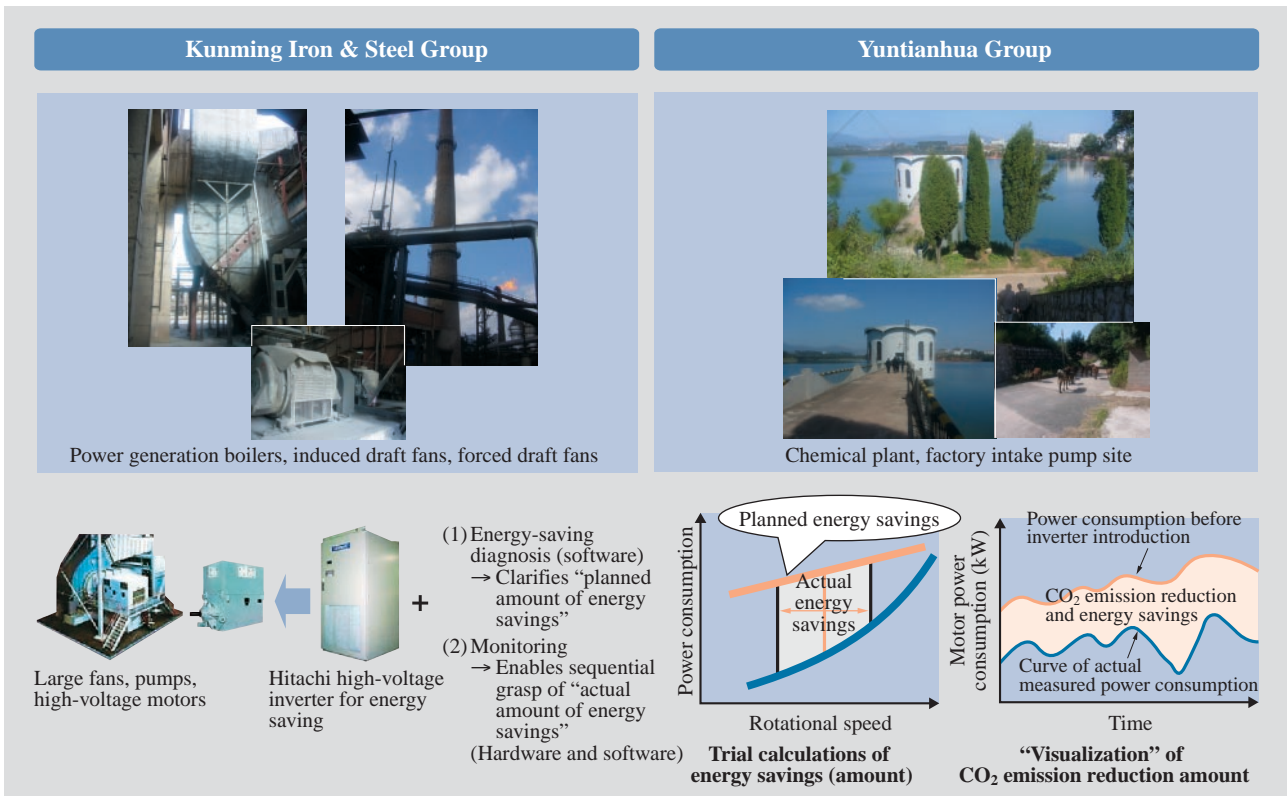 Kunming Iron & Steel Group
Yuntianhua Group
Power generation boilers, induced draft fans, forced draft fans
Chemical plant, factory intake pump site
Large fans, pumps,
high-voltage motors
Hitachi high-voltage
inverter for energy
saving
+
(1) Energy-saving
diagnosis (software)
→ Clarifies “planned
amount of energy
savings”
(2) Monitoring
→ Enables sequential
grasp of “actual
amount of energy
savings”
(Hardware and software)
Power consumption
Planned energy savings
Actual
energy
savings
Rotational speed
Trial calculations of
energy savings (amount)
Motor power
consumption (kW)
Power consumption before
inverter introduction
CO₂ emission reduction
and energy savings
Curve of actual
measured power consumption
Time
“Visualization” of
CO₂ emission reduction amount